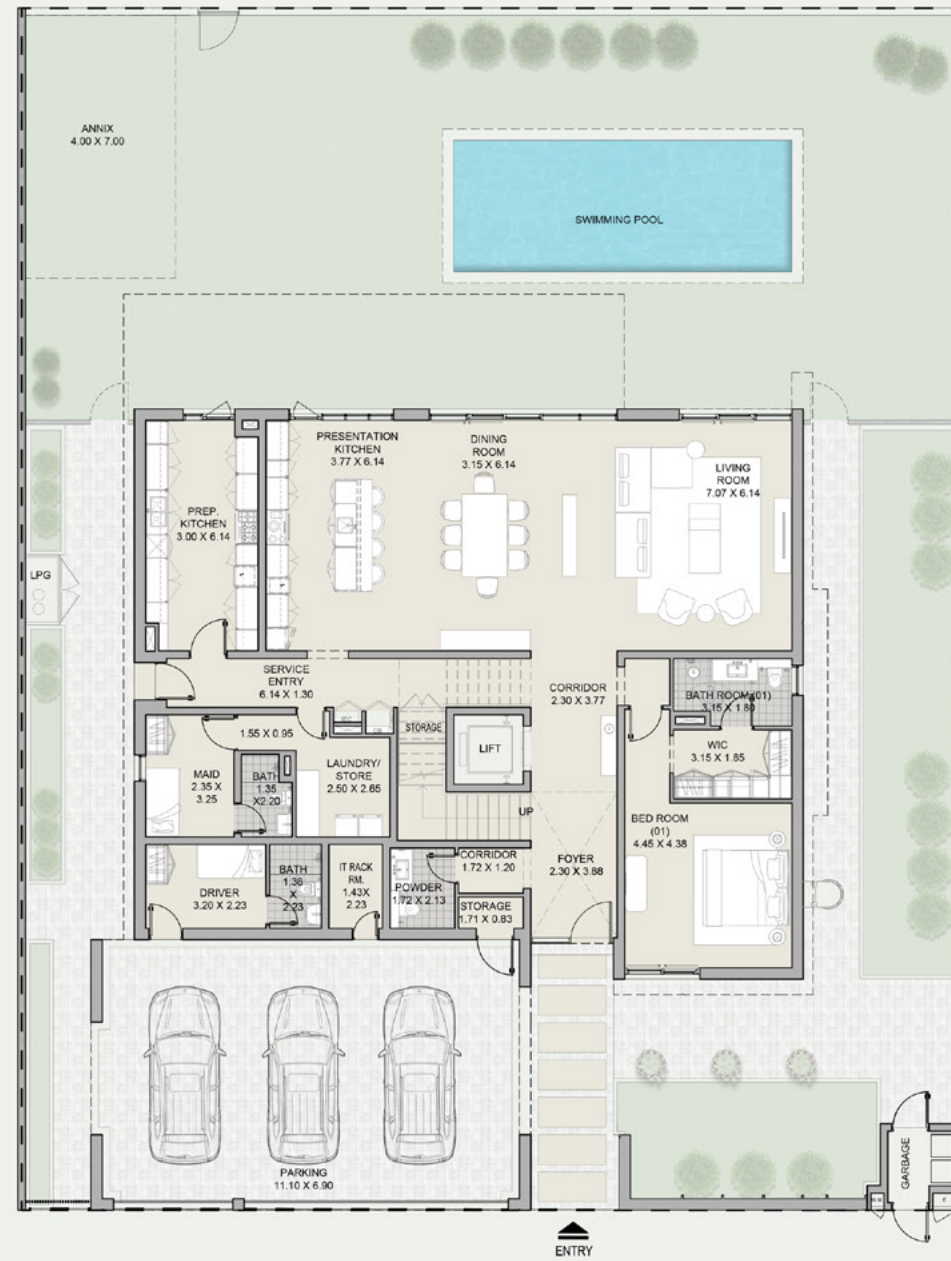 ANNIX
4.00 X 7.00
SWIMMING POOL
PRESENTATION
KITCHEN
3.77 X 6.14
DINING
ROOM
3.15 X 6.14
LIVING
ROOM
7.07 X 6.14
PREP.
KITCHEN
3.00 X 6.14
LPG
SERVICE
ENTRY
6.14 X 1.30
CORRIDOR
2.30 X 3.77
BATH ROOM (01)
3.15 X 1.80
STORAGE
LIFT
1.55 X 0.95
WIC
3.15 X 1.85
MAID
2.35 X
3.25
BATH
1.35
X2.20
LAUNDRY/
STORE
2.50 X 2.65
UP
BED ROOM
(01)
4.45 X 4.38
DRIVER
3.20 X 2.23
BATH
1.38
X
2.23
IT RACK
RM.
1.43X
2.23
POWDER
1.72 X 2.13
CORRIDOR
1.72 X 1.20
FOYER
2.30 X 3.88
STORAGE
1.71 X 0.83
PARKING
11.10 X 6.90
GARBAGE
ENTRY